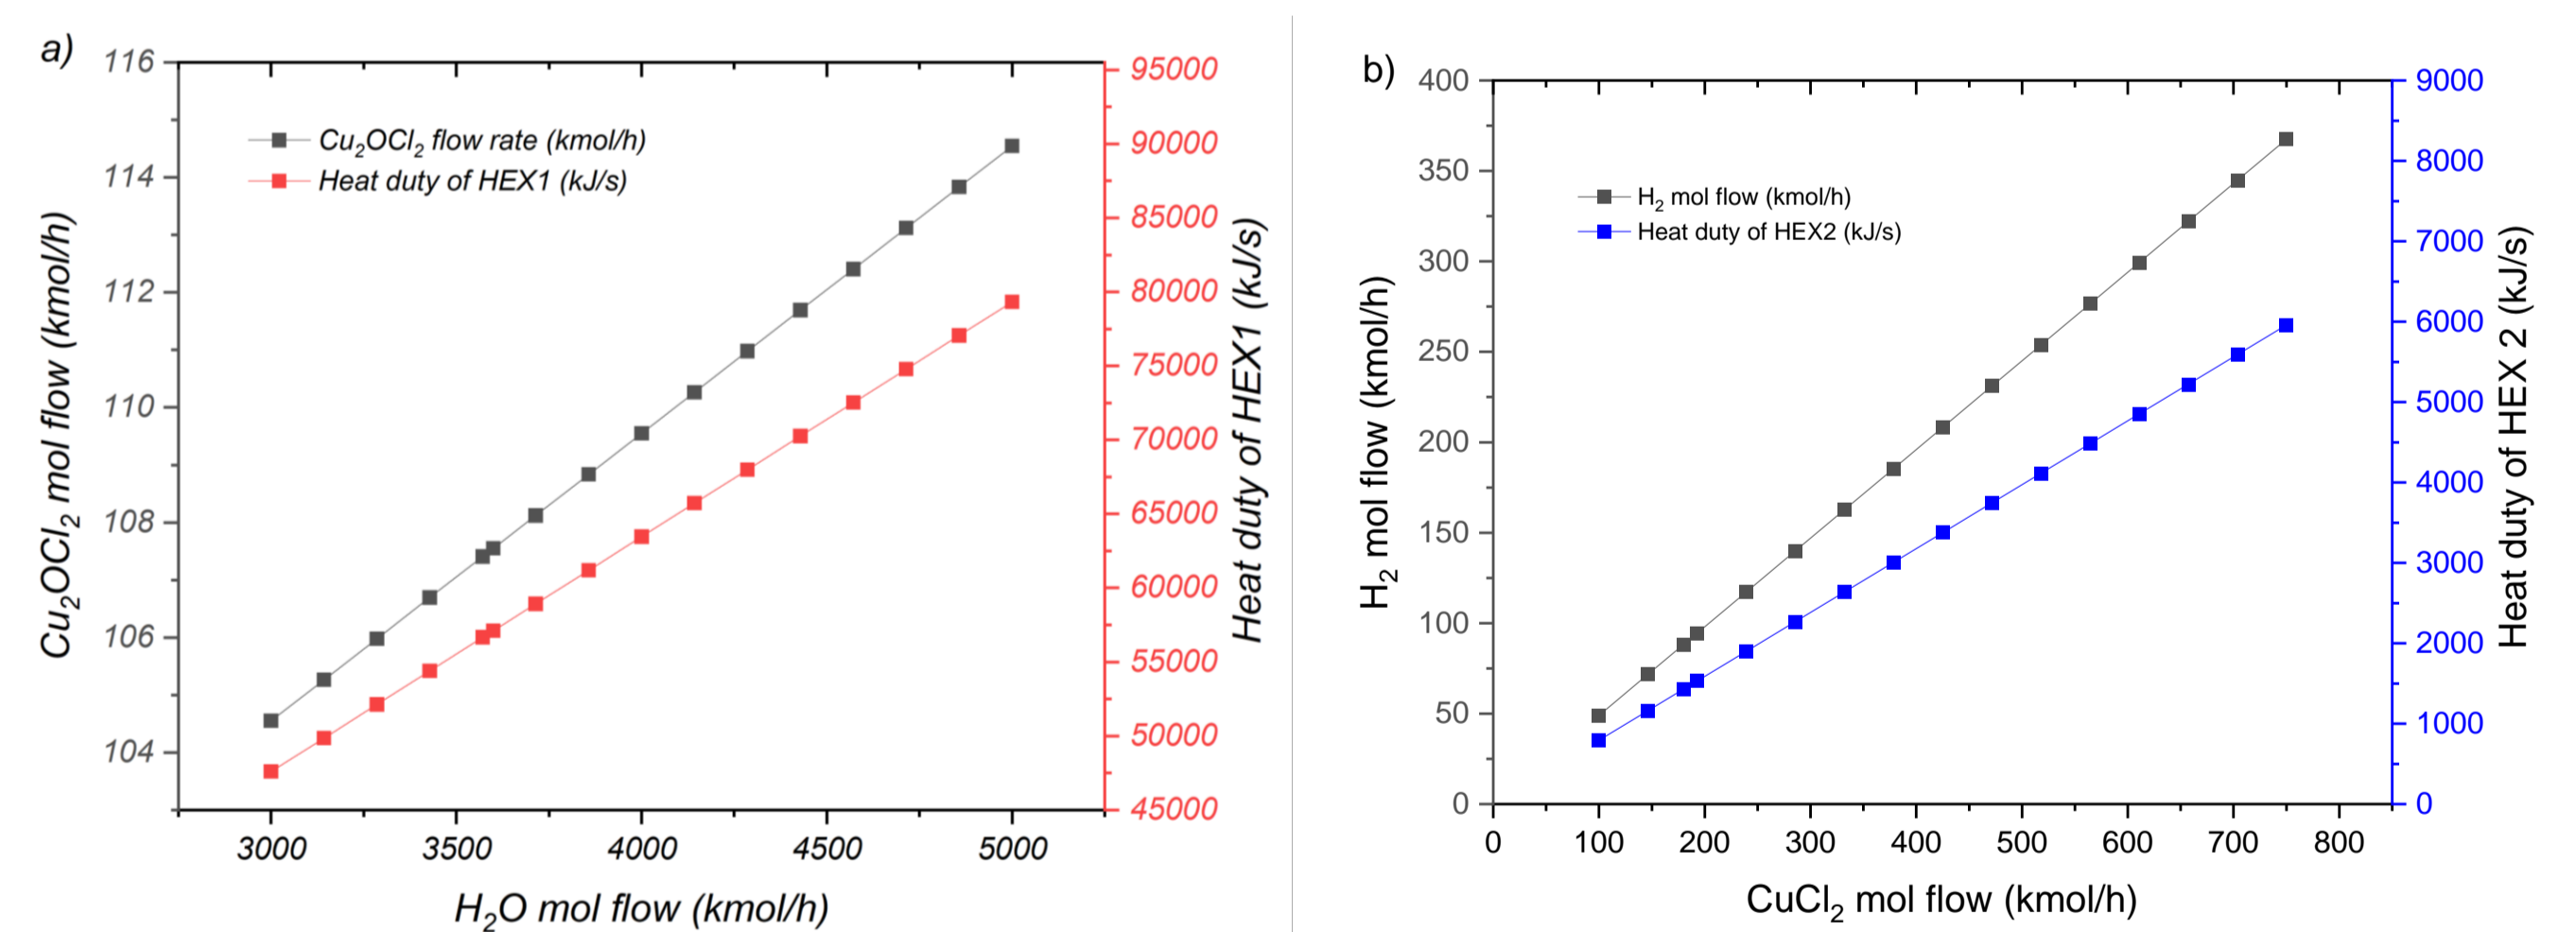 a)
116
114
112
110
108
106
104
Cu₂OCl₂ mol flow (kmol/h)
Cu₂OCl₂ flow rate (kmol/h)
Heat duty of HEX1 (kJ/s)
95000
90000
85000
80000
75000
70000
65000
60000
55000
50000
45000
Heat duty of HEX1 (kJ/s)
3000 3500 4000 4500 5000
H₂O mol flow (kmol/h)
b)
400
350
300
250
200
150
100
50
0
H₂ mol flow (kmol/h)
H₂ mol flow (kmol/h)
Heat duty of HEX2 (kJ/s)
9000
8000
7000
6000
5000
4000
3000
2000
1000
0
Heat duty of HEX 2 (kJ/s)
0 100 200 300 400 500 600 700 800
CuCl₂ mol flow (kmol/h)